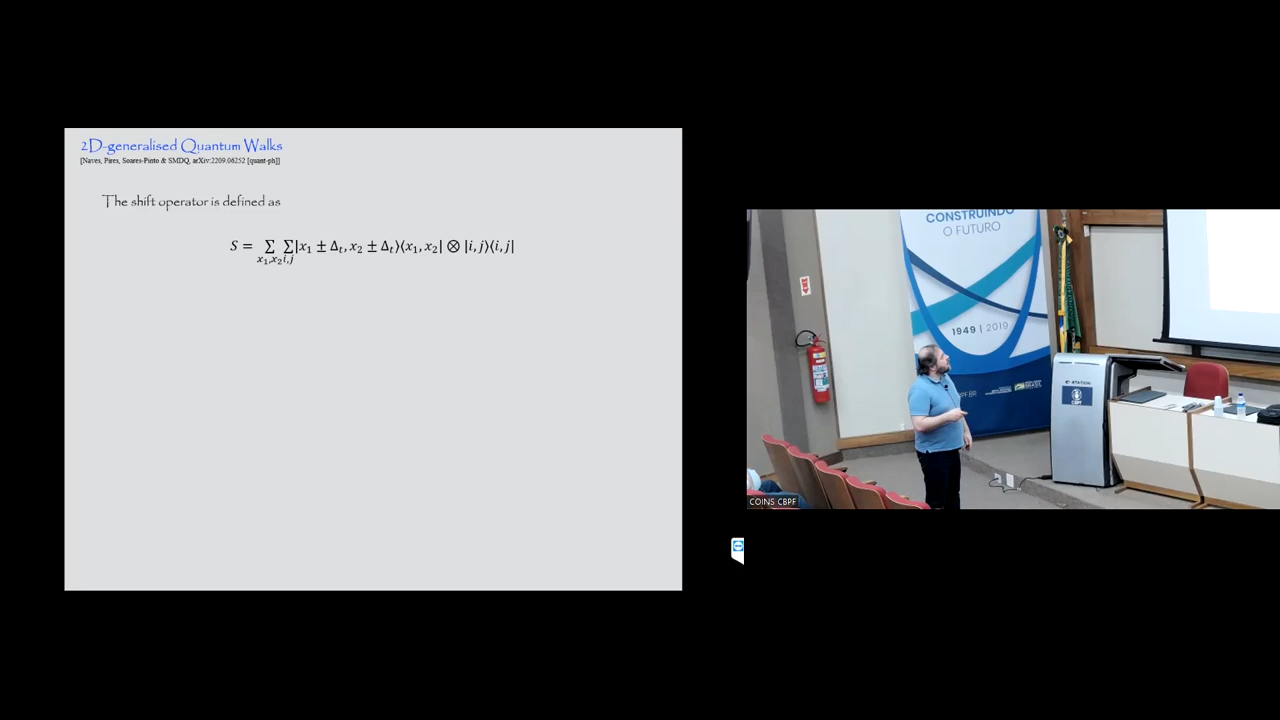 2D-generalised Quantum Walks
[Naves, Pires, Soares-Pinto & SMDQ, arXiv:2209.06252 [quant-ph]]
The shift operator is defined as
S = ∑_{x₁,x₂} ∑_{i,j} |x₁ ± Δₜ, x₂ ± Δₜ⟩⟨x₁, x₂| ⊗ |i, j⟩⟨i, j|
CONSTRUINDO
O FUTURO
1949 | 2019
CBPF
COINS CBPF